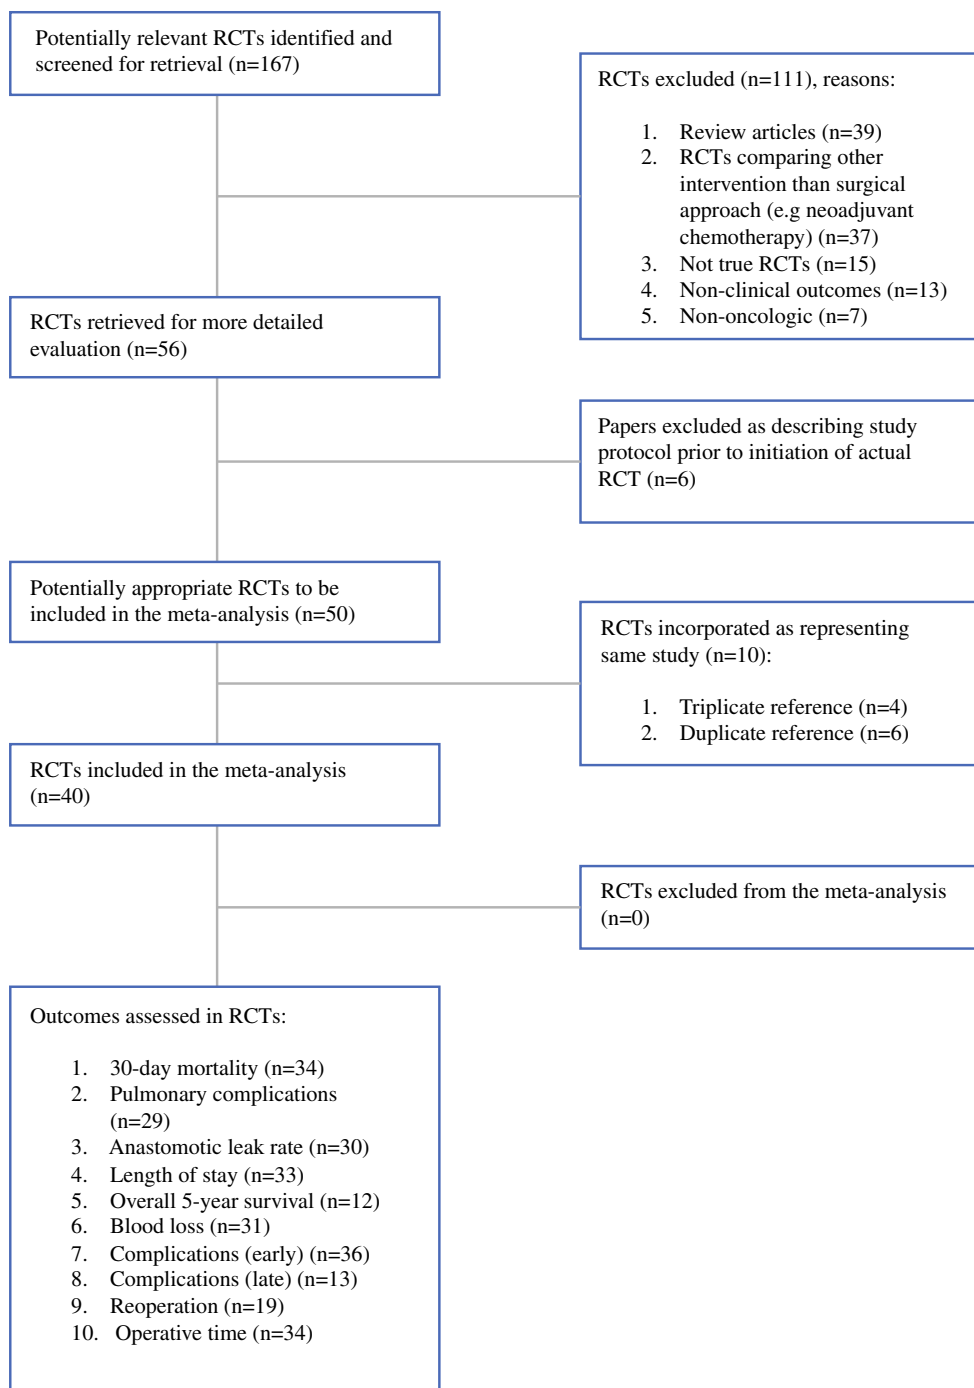 Potentially relevant RCTs identified and
screened for retrieval (n=167)
RCTs excluded (n=111), reasons:
1. Review articles (n=39)
2. RCTs comparing other
intervention than surgical
approach (e.g neoadjuvant
chemotherapy) (n=37)
3. Not true RCTs (n=15)
4. Non-clinical outcomes (n=13)
5. Non-oncologic (n=7)
RCTs retrieved for more detailed
evaluation (n=56)
Papers excluded as describing study
protocol prior to initiation of actual
RCT (n=6)
Potentially appropriate RCTs to be
included in the meta-analysis (n=50)
RCTs incorporated as representing
same study (n=10):
1. Triplicate reference (n=4)
2. Duplicate reference (n=6)
RCTs included in the meta-analysis
(n=40)
RCTs excluded from the meta-analysis
(n=0)
Outcomes assessed in RCTs:
1. 30-day mortality (n=34)
2. Pulmonary complications
(n=29)
3. Anastomotic leak rate (n=30)
4. Length of stay (n=33)
5. Overall 5-year survival (n=12)
6. Blood loss (n=31)
7. Complications (early) (n=36)
8. Complications (late) (n=13)
9. Reoperation (n=19)
10. Operative time (n=34)